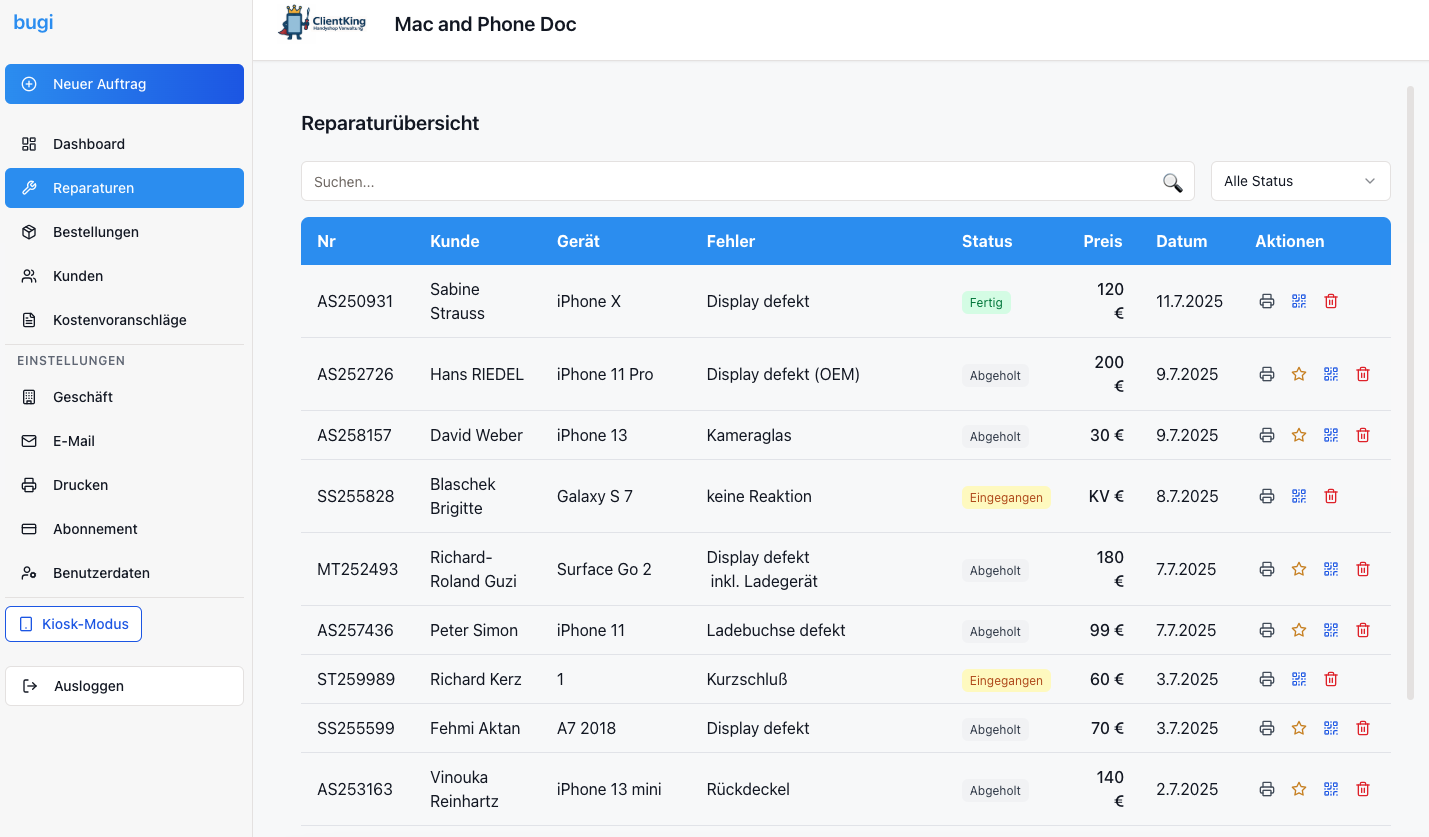 bugi
ClientKing
Handyshop Verwaltung
Mac and Phone Doc
Neuer Auftrag
Dashboard
Reparaturen
Bestellungen
Kunden
Kostenvoranschläge
EINSTELLUNGEN
Geschäft
E-Mail
Drucken
Abonnement
Benutzerdaten
Kiosk-Modus
Ausloggen
Reparaturübersicht
Suchen...
Alle Status
Nr Kunde Gerät Fehler Status Preis Datum Aktionen
AS250931 Sabine Strauss iPhone X Display defekt Fertig 120 € 11.7.2025
AS252726 Hans RIEDEL iPhone 11 Pro Display defekt (OEM) Abgeholt 200 € 9.7.2025
AS258157 David Weber iPhone 13 Kameraglas Abgeholt 30 € 9.7.2025
SS255828 Blaschek Brigitte Galaxy S 7 keine Reaktion Eingegangen KV € 8.7.2025
MT252493 Richard-Roland Guzi Surface Go 2 Display defekt inkl. Ladegerät Abgeholt 180 € 7.7.2025
AS257436 Peter Simon iPhone 11 Ladebuchse defekt Abgeholt 99 € 7.7.2025
ST259989 Richard Kerz 1 Kurzschluß Eingegangen 60 € 3.7.2025
SS255599 Fehmi Aktan A7 2018 Display defekt Abgeholt 70 € 3.7.2025
AS253163 Vinouka Reinhartz iPhone 13 mini Rückdeckel Abgeholt 140 € 2.7.2025